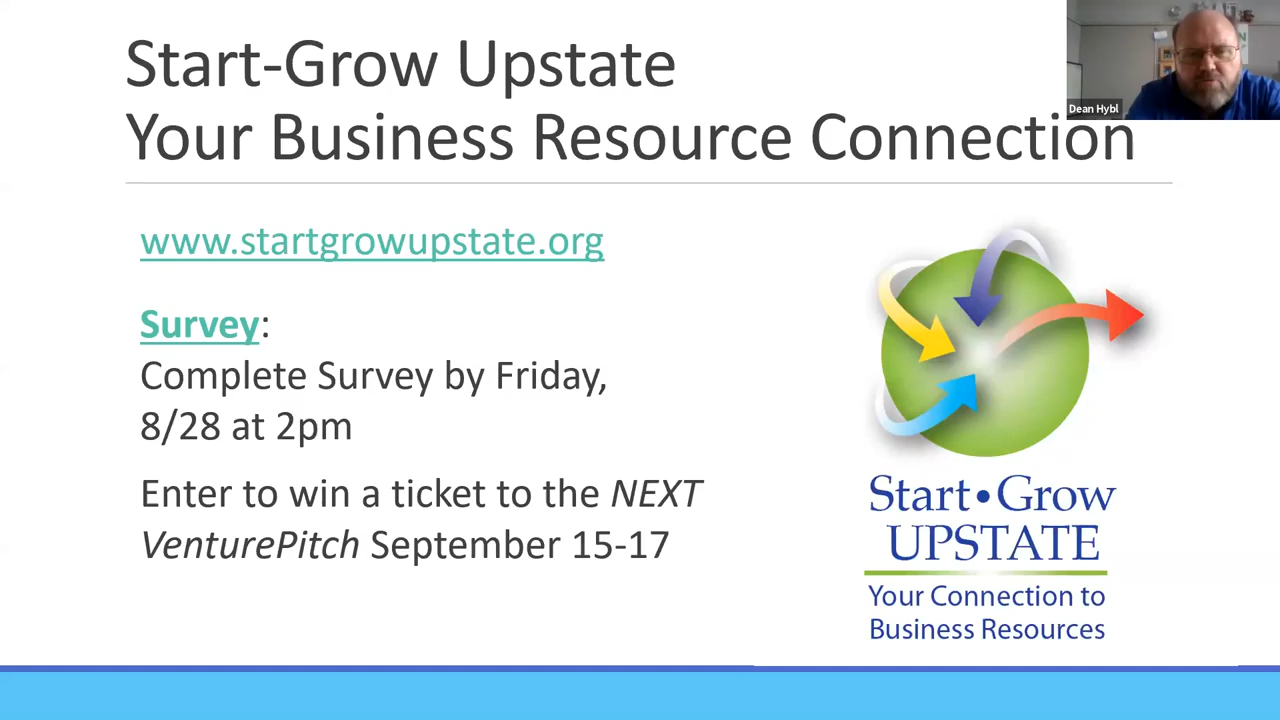 Start-Grow Upstate
Your Business Resource Connection
Dean Hybl
www.startgrowupstate.org
Survey:
Complete Survey by Friday,
8/28 at 2pm
Enter to win a ticket to the NEXT
VenturePitch September 15-17
Start•Grow
UPSTATE
Your Connection to
Business Resources